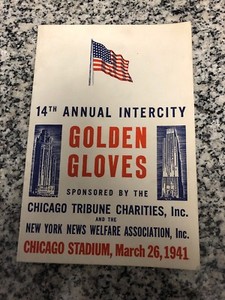 14TH ANNUAL INTERCITY
GOLDEN
GLOVES
SPONSORED BY THE
CHICAGO TRIBUNE CHARITIES, Inc.
AND THE
NEW YORK NEWS WELFARE ASSOCIATION, Inc.
CHICAGO STADIUM, March 26, 1941